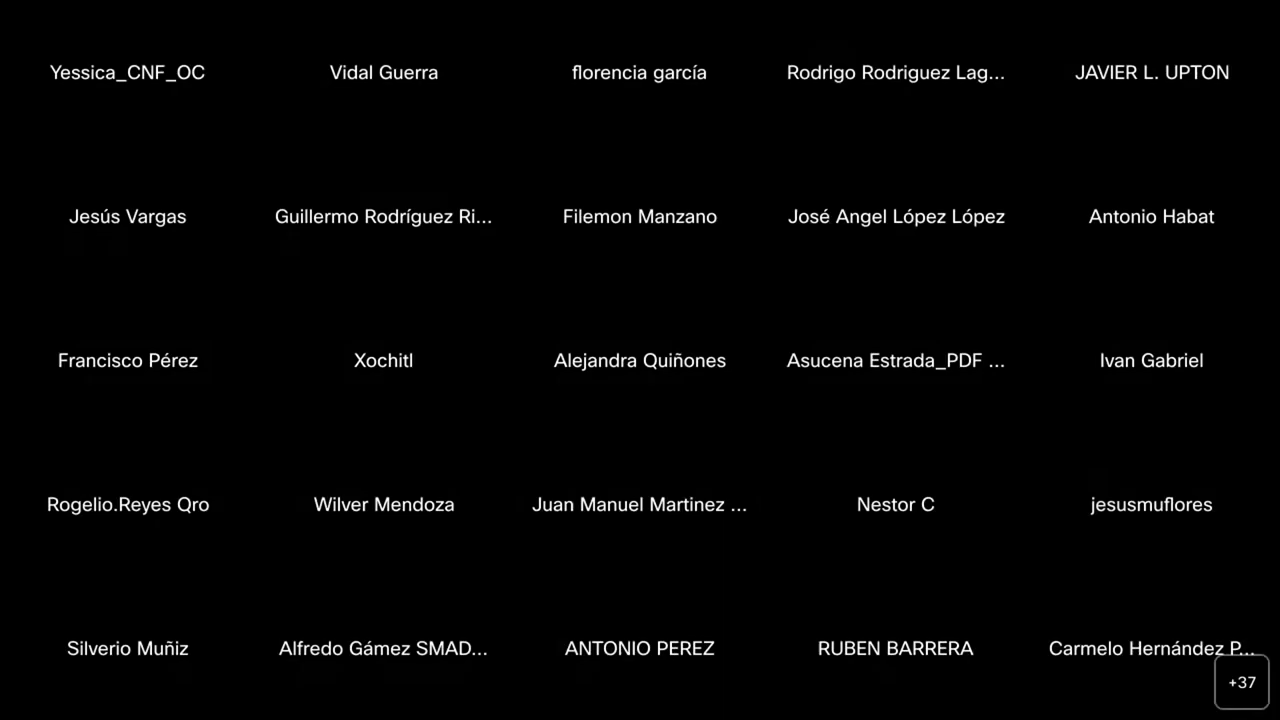 Yessica_CNF_OC
Vidal Guerra
florencia garcía
Rodrigo Rodriguez Lag...
JAVIER L. UPTON
Jesús Vargas
Guillermo Rodríguez Ri...
Filemon Manzano
José Angel López López
Antonio Habat
Francisco Pérez
Xochitl
Alejandra Quiñones
Asucena Estrada_PDF ...
Ivan Gabriel
Rogelio.Reyes Qro
Wilver Mendoza
Juan Manuel Martinez ...
Nestor C
jesusmuflores
Silverio Muñiz
Alfredo Gámez SMAD...
ANTONIO PEREZ
RUBEN BARRERA
Carmelo Hernández P...
+37